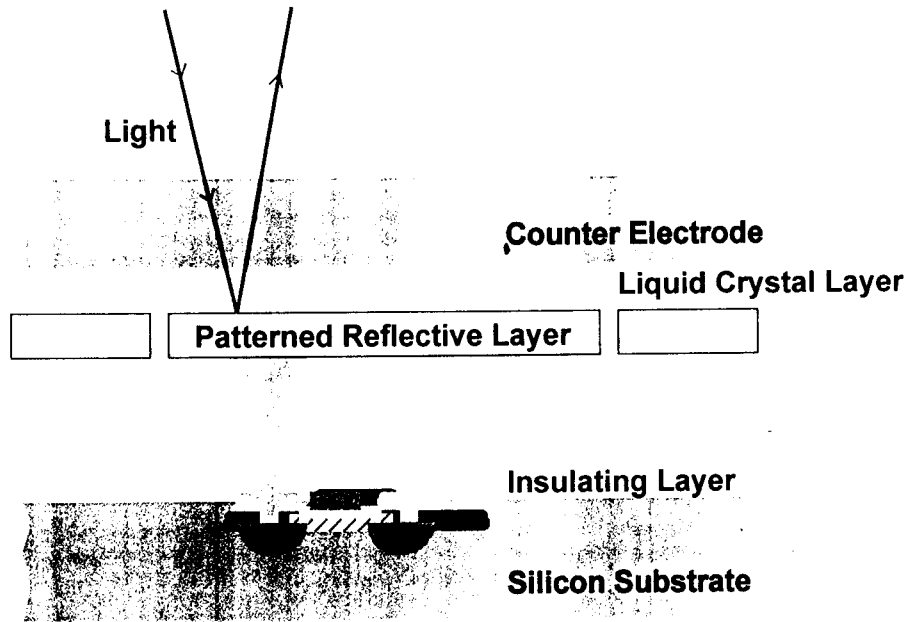 Light
Counter Electrode
Liquid Crystal Layer
Patterned Reflective Layer
Insulating Layer
Silicon Substrate